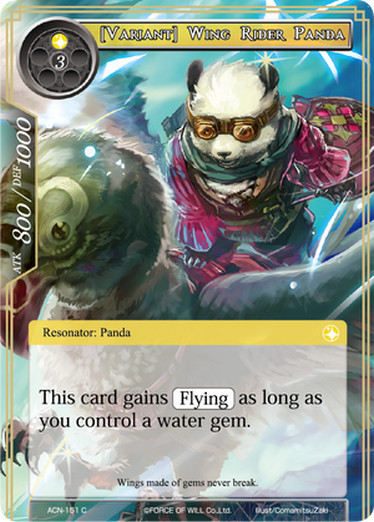 [Variant] Wing Rider Panda
3
ATK 800 / DEF 1000
Resonator: Panda
This card gains Flying as long as
you control a water gem.
Wings made of gems never break.
ACN-151 C ©FORCE OF WILL Co.,Ltd. Illust/ComamitsuZaki